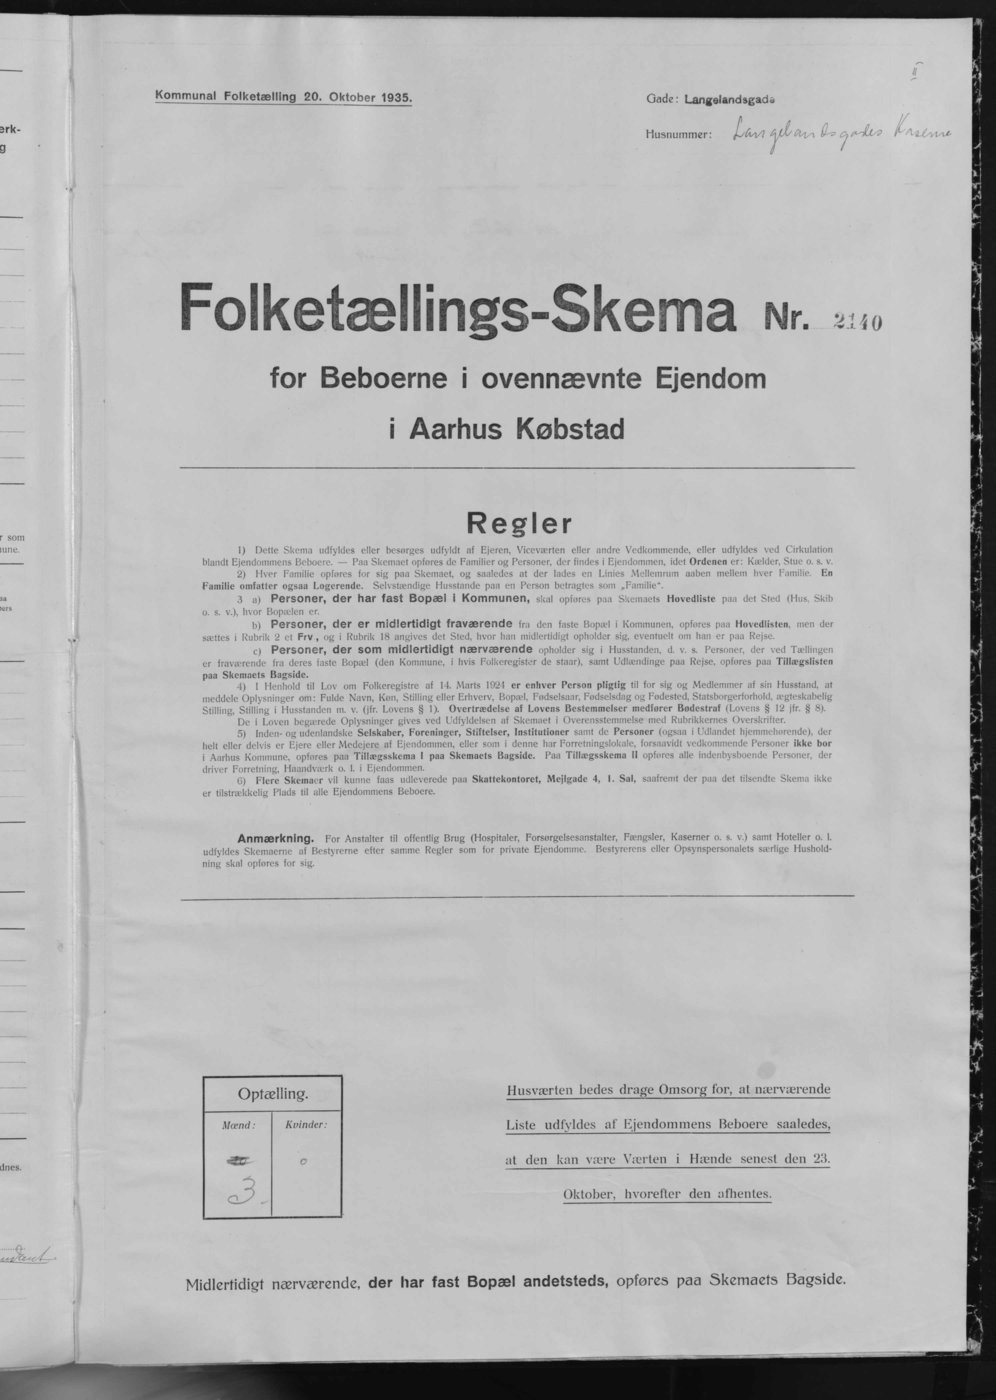 II
Kommunal Folketælling 20. Oktober 1935.
Gade: Langelandsgade
Husnummer: Langelandsgades Kaserne
Folketællings-Skema Nr. 2140
for Beboerne i ovennævnte Ejendom
i Aarhus Købstad
Regler
1) Dette Skema udfyldes eller besørges udfyldt af Ejeren, Viceværten eller andre Vedkommende, eller udfyldes ved Cirkulation
blandt Ejendommens Beboere. — Paa Skemaet opføres de Familier og Personer, der findes i Ejendommen, idet Ordenen er: Kælder, Stue o. s. v.
2) Hver Familie opføres for sig paa Skemaet, og saaledes at der lades en Linies Mellemrum aaben mellem hver Familie. En
Familie omfatter ogsaa Logerende. Selvstændige Husstande paa en Person betragtes som „Familie“.
3 a) Personer, der har fast Bopæl i Kommunen, skal opføres paa Skemaets Hovedliste paa det Sted (Hus, Skib
o. s. v.), hvor Bopælen er.
b) Personer, der er midlertidigt fraværende fra den faste Bopæl i Kommunen, opføres paa Hovedlisten, men der
sættes i Rubrik 2 et Frv., og i Rubrik 18 angives det Sted, hvor han midlertidigt opholder sig, eventuelt om han er paa Rejse.
c) Personer, der som midlertidigt nærværende opholder sig i Husstanden, d. v. s. Personer, der ved Tællingen
er fraværende fra deres faste Bopæl (den Kommune, i hvis Folkeregister de staar), samt Udlændinge paa Rejse, opføres paa Tillægslisten
paa Skemaets Bagside.
4) I Henhold til Lov om Folkeregistre af 14. Marts 1924 er enhver Person pligtig til for sig og Medlemmer af sin Husstand, at
meddele Oplysninger om: Fulde Navn, Køn, Stilling eller Erhverv, Bopæl, Fødselsaar, Fødselsdag og Fødested, Statsborgerforhold, ægteskabelig
Stilling, Stilling i Husstanden m. v. (jfr. Lovens § 1). Overtrædelse af Lovens Bestemmelser medfører Bødestraf (Lovens § 12 jfr. § 8).
De i Loven begærede Oplysninger gives ved Udfyldelsen af Skemaet i Overensstemmelse med Rubrikkernes Overskrifter.
5) Inden- og udenlandske Selskaber, Foreninger, Stiftelser, Institutioner samt de Personer (ogsaa i Udlandet hjemmehørende), der
helt eller delvis er Ejere eller Medejere af Ejendommen, eller som i denne har Forretningslokale, forsaavidt vedkommende Personer ikke bor
i Aarhus Kommune, opføres paa Tillægsskema I paa Skemaets Bagside. Paa Tillægsskema II opføres alle indenbysboende Personer, der
driver Forretning, Haandværk o. l. i Ejendommen.
6) Flere Skemaer vil kunne faas udleverede paa Skattekontoret, Mejlgade 4, 1. Sal, saafremt der paa det tilsendte Skema ikke
er tilstrækkelig Plads til alle Ejendommens Beboere.
Anmærkning. For Anstalter til offentlig Brug (Hospitaler, Forsørgelsesanstalter, Fængsler, Kaserner o. s. v.) samt Hoteller o. l.
udfyldes Skemaerne af Bestyrerne efter samme Regler som for private Ejendomme. Bestyrerens eller Opsynspersonalets særlige Hushold-
ning skal opføres for sig.
Optælling.
Mænd: Kvinder:
0
3
Husværten bedes drage Omsorg for, at nærværende
Liste udfyldes af Ejendommens Beboere saaledes,
at den kan være Værten i Hænde senest den 23.
Oktober, hvorefter den afhentes.
Midlertidigt nærværende, der har fast Bopæl andetsteds, opføres paa Skemaets Bagside.